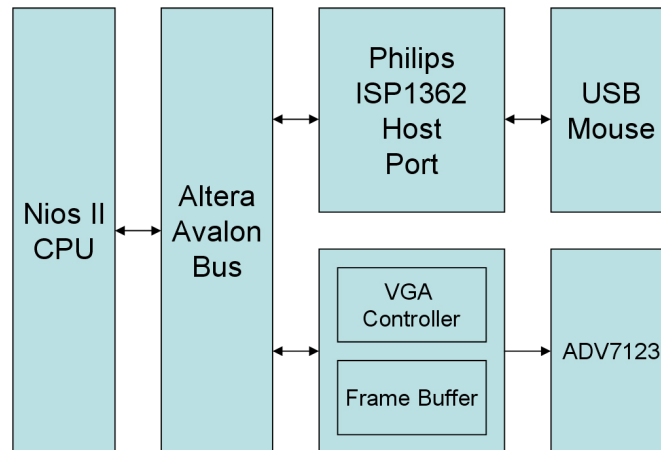 Nios II
CPU
Altera
Avalon
Bus
Philips
ISP1362
Host
Port
USB
Mouse
VGA
Controller
Frame Buffer
ADV7123